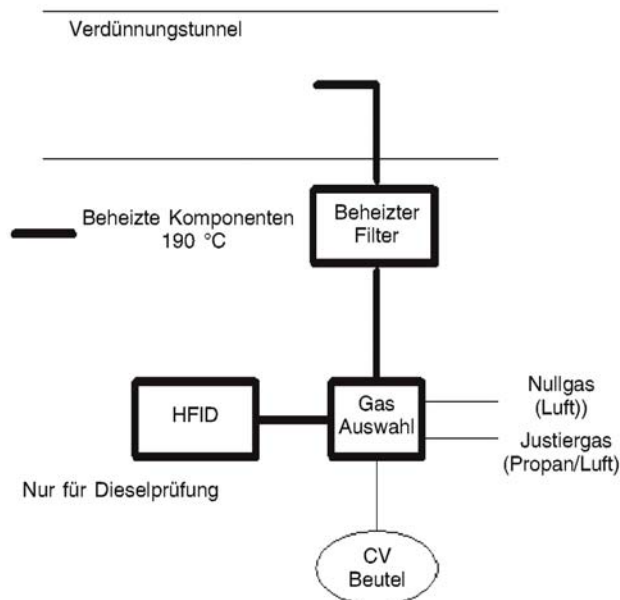 Verdünnungstunnel
Beheizte Komponenten
190 °C
Beheizter
Filter
HFID
Gas
Auswahl
Nullgas
(Luft))
Justiergas
(Propan/Luft)
Nur für Dieselprüfung
CV
Beutel